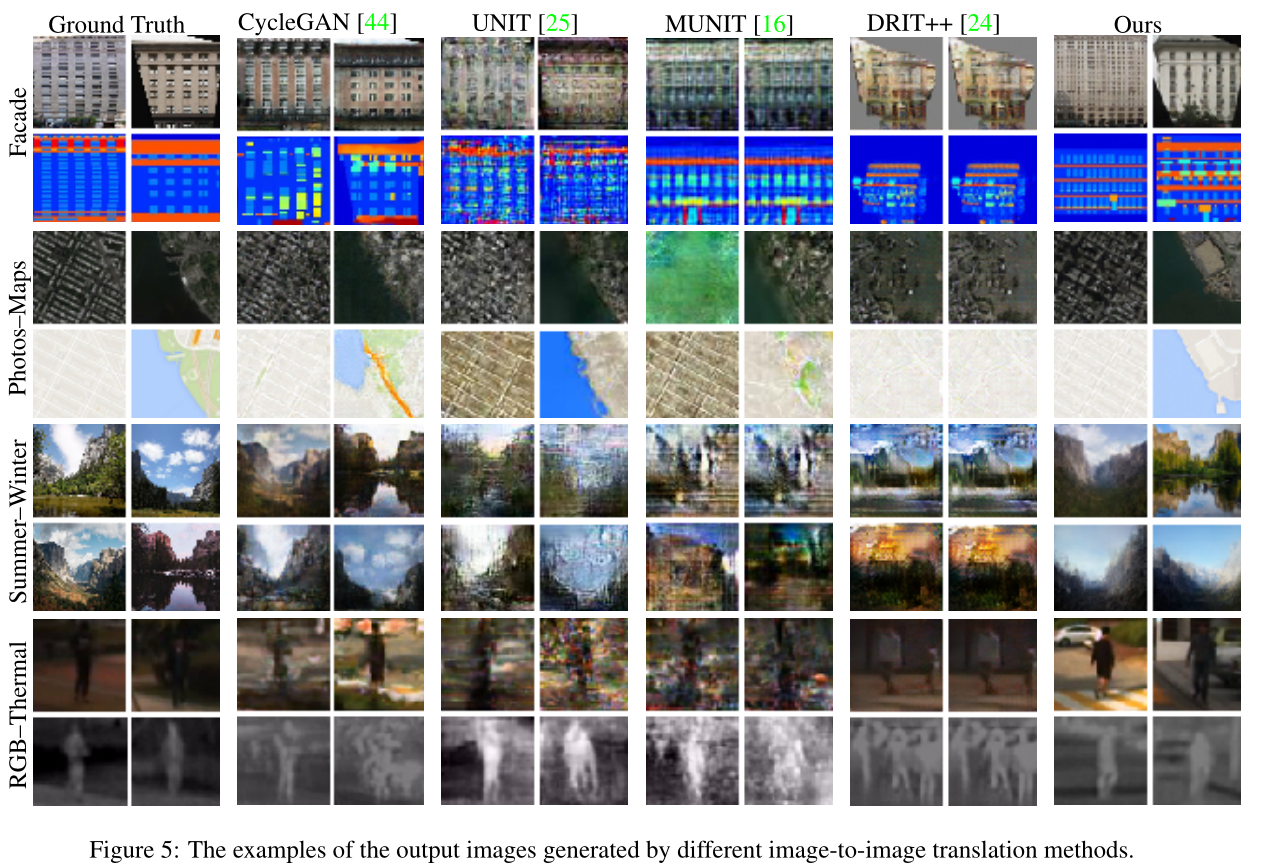 Ground Truth CycleGAN [44] UNIT [25] MUNIT [16] DRIT++ [24] Ours
Facade
Photos–Maps
Summer–Winter
RGB–Thermal
Figure 5: The examples of the output images generated by different image-to-image translation methods.